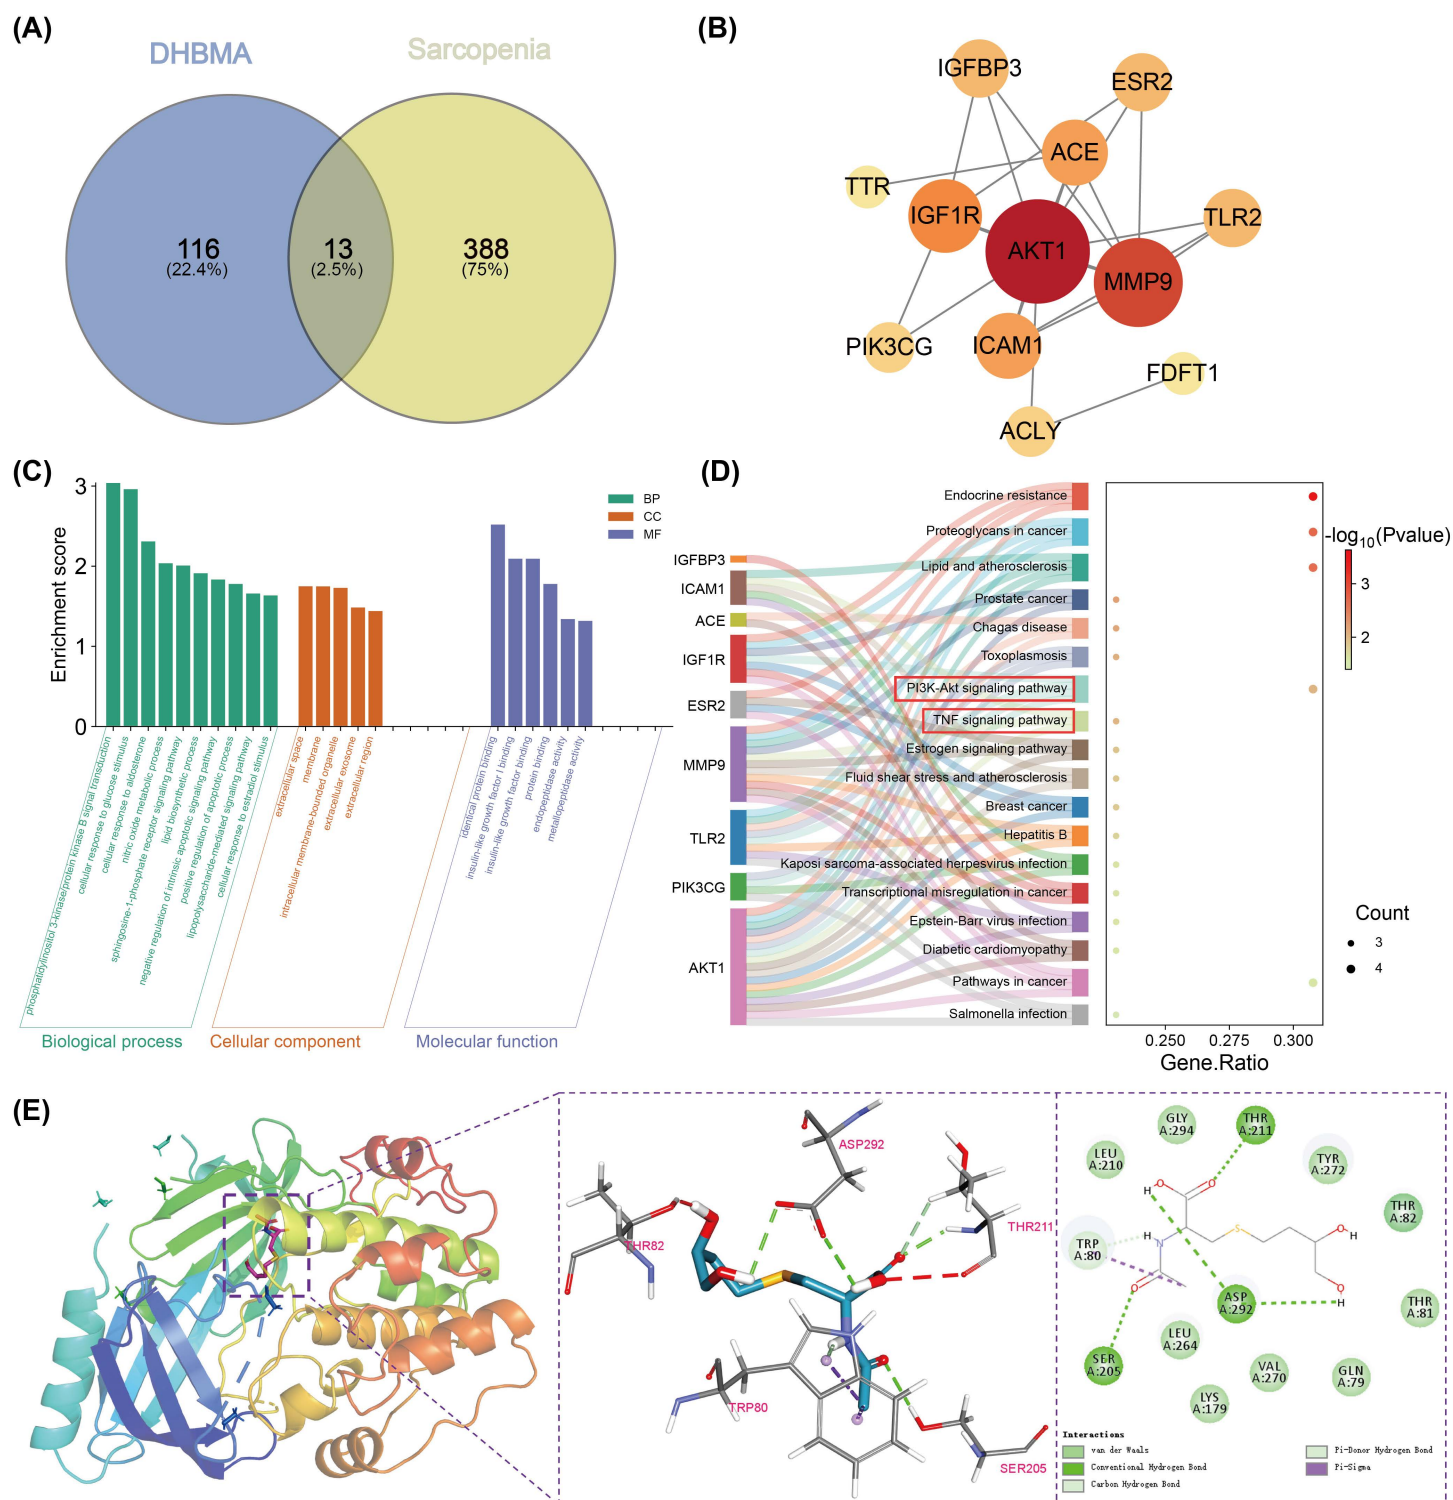 (A)
DHBMA
Sarcopenia
116
(22.4%)
13
(2.5%)
388
(75%)
(B)
IGFBP3
ESR2
ACE
TTR
IGF1R
TLR2
AKT1
MMP9
PIK3CG
ICAM1
FDFT1
ACLY
(C)
Enrichment score
3
2
1
0
BP
CC
MF
phosphatidylinositol 3-kinase/protein kinase B signal transduction
cellular response to glucose stimulus
cellular response to aldosterone
nitric oxide metabolic process
sphingosine-1-phosphate receptor signaling pathway
lipid biosynthetic process
negative regulation of intrinsic apoptotic signaling pathway
positive regulation of apoptotic process
lipopolysaccharide-mediated signaling pathway
cellular response to estradiol stimulus
extracellular space
membrane
intracellular membrane-bounded organelle
extracellular exosome
extracellular region
identical protein binding
insulin-like growth factor I binding
insulin-like growth factor binding
protein binding
endopeptidase activity
metallopeptidase activity
Biological process
Cellular component
Molecular function
(D)
IGFBP3
ICAM1
ACE
IGF1R
ESR2
MMP9
TLR2
PIK3CG
AKT1
Endocrine resistance
Proteoglycans in cancer
Lipid and atherosclerosis
Prostate cancer
Chagas disease
Toxoplasmosis
PI3K-Akt signaling pathway
TNF signaling pathway
Estrogen signaling pathway
Fluid shear stress and atherosclerosis
Breast cancer
Hepatitis B
Kaposi sarcoma-associated herpesvirus infection
Transcriptional misregulation in cancer
Epstein-Barr virus infection
Diabetic cardiomyopathy
Pathways in cancer
Salmonella infection
0.250 0.275 0.300
Gene.Ratio
-log10(Pvalue)
3
2
Count
3
4
(E)
ASP292
THR82
THR211
TRP80
SER205
GLY
A:294
THR
A:211
LEU
A:210
TYR
A:272
THR
A:82
TRP
A:80
ASP
A:292
THR
A:81
SER
A:205
LEU
A:264
VAL
A:270
GLN
A:79
LYS
A:179
H
O
O
H
N
S
O
H
O
O
H
Interactions
van der Waals
Conventional Hydrogen Bond
Carbon Hydrogen Bond
Pi-Donor Hydrogen Bond
Pi-Sigma